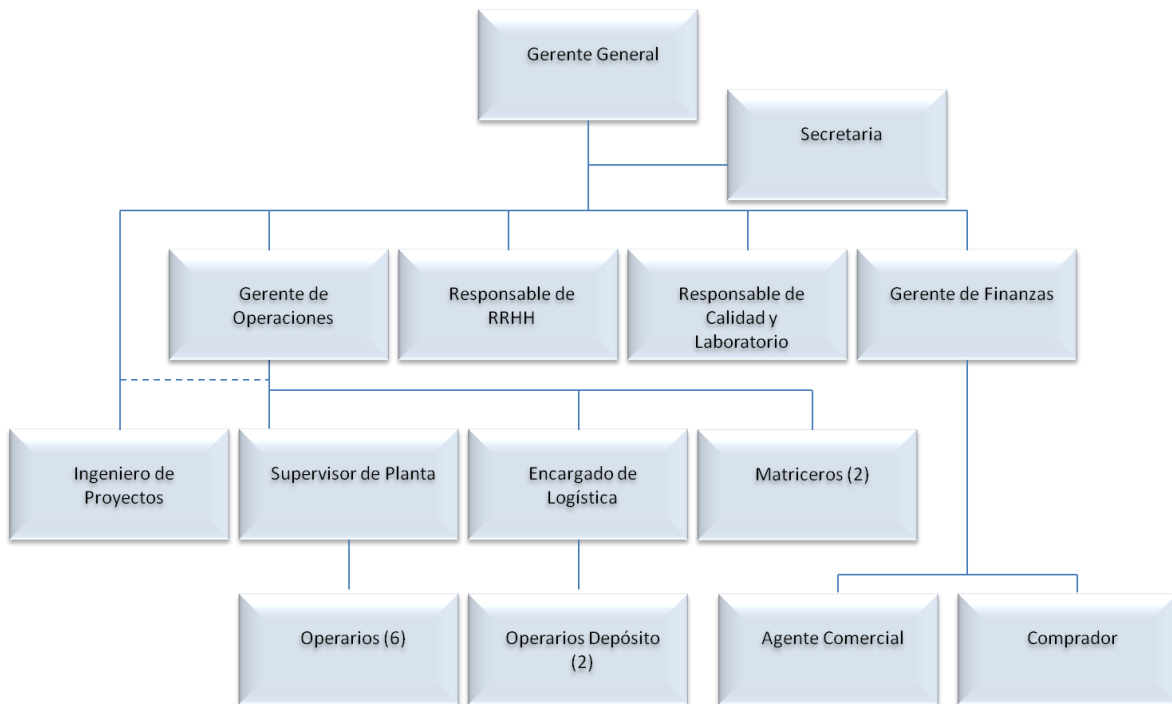 Gerente General
Secretaria
Gerente de
Operaciones
Responsable de
RRHH
Responsable de
Calidad y
Laboratorio
Gerente de Finanzas
Ingeniero de
Proyectos
Supervisor de Planta
Encargado de
Logística
Matriceros (2)
Operarios (6)
Operarios Depósito
(2)
Agente Comercial
Comprador